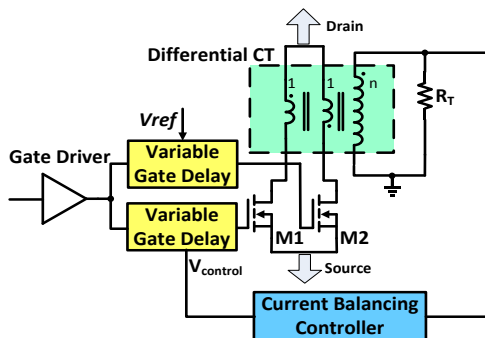 Drain
Differential CT
1
1
n
R_T
Vref
Gate Driver
Variable
Gate Delay
Variable
Gate Delay
M1
M2
V_control
Source
Current Balancing
Controller